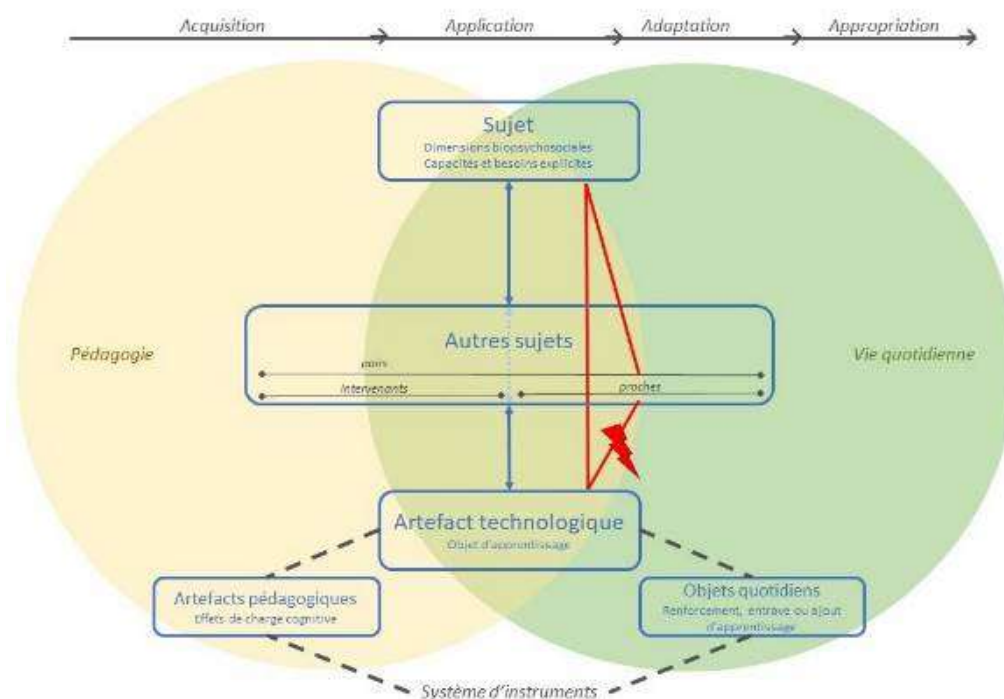 Acquisition
Application
Adaptation
Appropriation
Sujet
Dimensions biopsychosociales
Capacités et besoins explicités
Pédagogie
Autres sujets
Vie quotidienne
pairs
Intervenants
proches
Artefact technologique
Objet d'apprentissage
Artefacts pédagogiques
Effets de charge cognitive
Objets quotidiens
Renforcement, entrave ou ajout
d'apprentissage
Système d'instruments